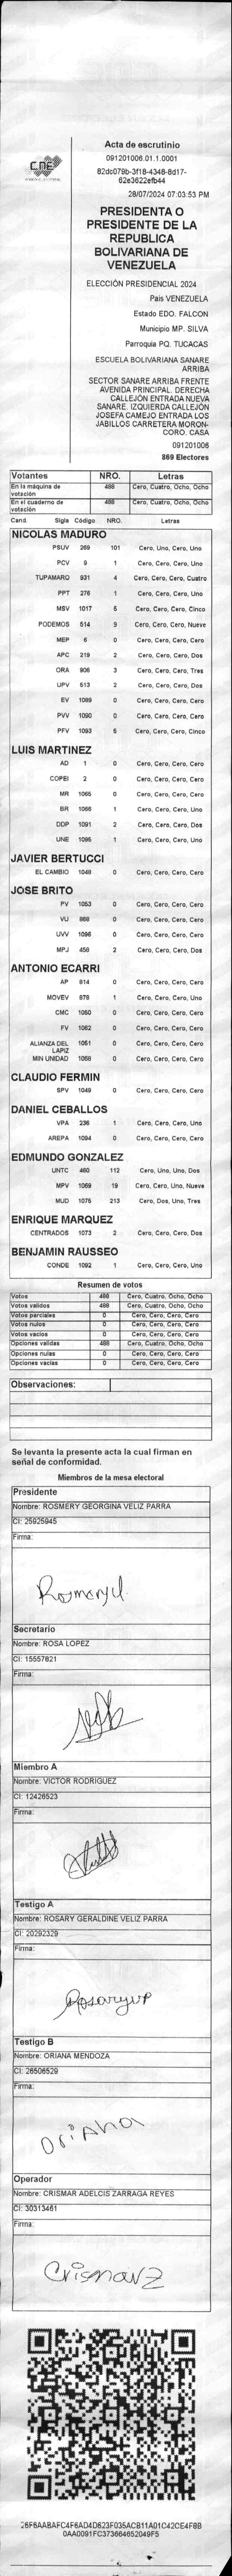 CNE
Acta de escrutinio
091201006.01.1.0001
82dc079b-3f18-4348-8d17-
62e3622efb44
28/07/2024 07:03:53 PM
PRESIDENTA O
PRESIDENTE DE LA
REPUBLICA
BOLIVARIANA DE
VENEZUELA
ELECCIÓN PRESIDENCIAL 2024
Pais VENEZUELA
Estado EDO. FALCON
Municipio MP. SILVA
Parroquia PQ. TUCACAS
ESCUELA BOLIVARIANA SANARE
ARRIBA
SECTOR SANARE ARRIBA FRENTE
AVENIDA PRINCIPAL. DERECHA
CALLEJÓN ENTRADA NUEVA
SANARE. IZQUIERDA CALLEJÓN
JOSEFA CAMEJO ENTRADA LOS
JABILLOS CARRETERA MORON-
CORO. CASA
091201006
869 Electores
Votantes NRO. Letras
En la máquina de votación 488 Cero, Cuatro, Ocho, Ocho
En el cuaderno de votación 488 Cero, Cuatro, Ocho, Ocho
Cand. Sigla Código NRO. Letras
NICOLAS MADURO
PSUV 269 101 Cero, Uno, Cero, Uno
PCV 9 1 Cero, Cero, Cero, Uno
TUPAMARO 931 4 Cero, Cero, Cero, Cuatro
PPT 276 1 Cero, Cero, Cero, Uno
MSV 1017 5 Cero, Cero, Cero, Cinco
PODEMOS 514 9 Cero, Cero, Cero, Nueve
MEP 6 0 Cero, Cero, Cero, Cero
APC 219 2 Cero, Cero, Cero, Dos
ORA 906 3 Cero, Cero, Cero, Tres
UPV 513 2 Cero, Cero, Cero, Dos
EV 1089 0 Cero, Cero, Cero, Cero
PVV 1090 0 Cero, Cero, Cero, Cero
PFV 1093 5 Cero, Cero, Cero, Cinco
LUIS MARTINEZ
AD 1 0 Cero, Cero, Cero, Cero
COPEI 2 0 Cero, Cero, Cero, Cero
MR 1065 0 Cero, Cero, Cero, Cero
BR 1066 1 Cero, Cero, Cero, Uno
DDP 1091 2 Cero, Cero, Cero, Dos
UNE 1095 1 Cero, Cero, Cero, Uno
JAVIER BERTUCCI
EL CAMBIO 1048 0 Cero, Cero, Cero, Cero
JOSE BRITO
PV 1053 0 Cero, Cero, Cero, Cero
VU 868 0 Cero, Cero, Cero, Cero
UVV 1096 0 Cero, Cero, Cero, Cero
MPJ 456 2 Cero, Cero, Cero, Dos
ANTONIO ECARRI
AP 814 0 Cero, Cero, Cero, Cero
MOVEV 878 1 Cero, Cero, Cero, Uno
CMC 1050 0 Cero, Cero, Cero, Cero
FV 1062 0 Cero, Cero, Cero, Cero
ALIANZA DEL LAPIZ 1051 0 Cero, Cero, Cero, Cero
MIN UNIDAD 1068 0 Cero, Cero, Cero, Cero
CLAUDIO FERMIN
SPV 1049 0 Cero, Cero, Cero, Cero
DANIEL CEBALLOS
VPA 236 1 Cero, Cero, Cero, Uno
AREPA 1094 0 Cero, Cero, Cero, Cero
EDMUNDO GONZALEZ
UNTC 460 112 Cero, Uno, Uno, Dos
MPV 1069 19 Cero, Cero, Uno, Nueve
MUD 1075 213 Cero, Dos, Uno, Tres
ENRIQUE MARQUEZ
CENTRADOS 1073 2 Cero, Cero, Cero, Dos
BENJAMIN RAUSSEO
CONDE 1092 1 Cero, Cero, Cero, Uno
Resumen de votos
Votos 488 Cero, Cuatro, Ocho, Ocho
Votos validos 488 Cero, Cuatro, Ocho, Ocho
Votos parciales 0 Cero, Cero, Cero, Cero
Votos nulos 0 Cero, Cero, Cero, Cero
Votos vacios 0 Cero, Cero, Cero, Cero
Opciones validas 488 Cero, Cuatro, Ocho, Ocho
Opciones nulas 0 Cero, Cero, Cero, Cero
Opciones vacias 0 Cero, Cero, Cero, Cero
Observaciones:
Se levanta la presente acta la cual firman en
señal de conformidad.
Miembros de la mesa electoral
Presidente
Nombre: ROSMERY GEORGINA VELIZ PARRA
CI: 25925945
Firma:
Secretario
Nombre: ROSA LOPEZ
CI: 15557821
Firma:
Miembro A
Nombre: VICTOR RODRIGUEZ
CI: 12426523
Firma:
Testigo A
Nombre: ROSARY GERALDINE VELIZ PARRA
CI: 20292329
Firma:
Rosaryvp
Testigo B
Nombre: ORIANA MENDOZA
CI: 26506529
Firma:
Oriana
Operador
Nombre: CRISMAR ADELCIS ZARRAGA REYES
CI: 30313461
Firma:
CrismarZ
26F6AABAFC4F6AD4D623F035ACB11A01C42CE4F8B
0AA0091FC373664652049F5